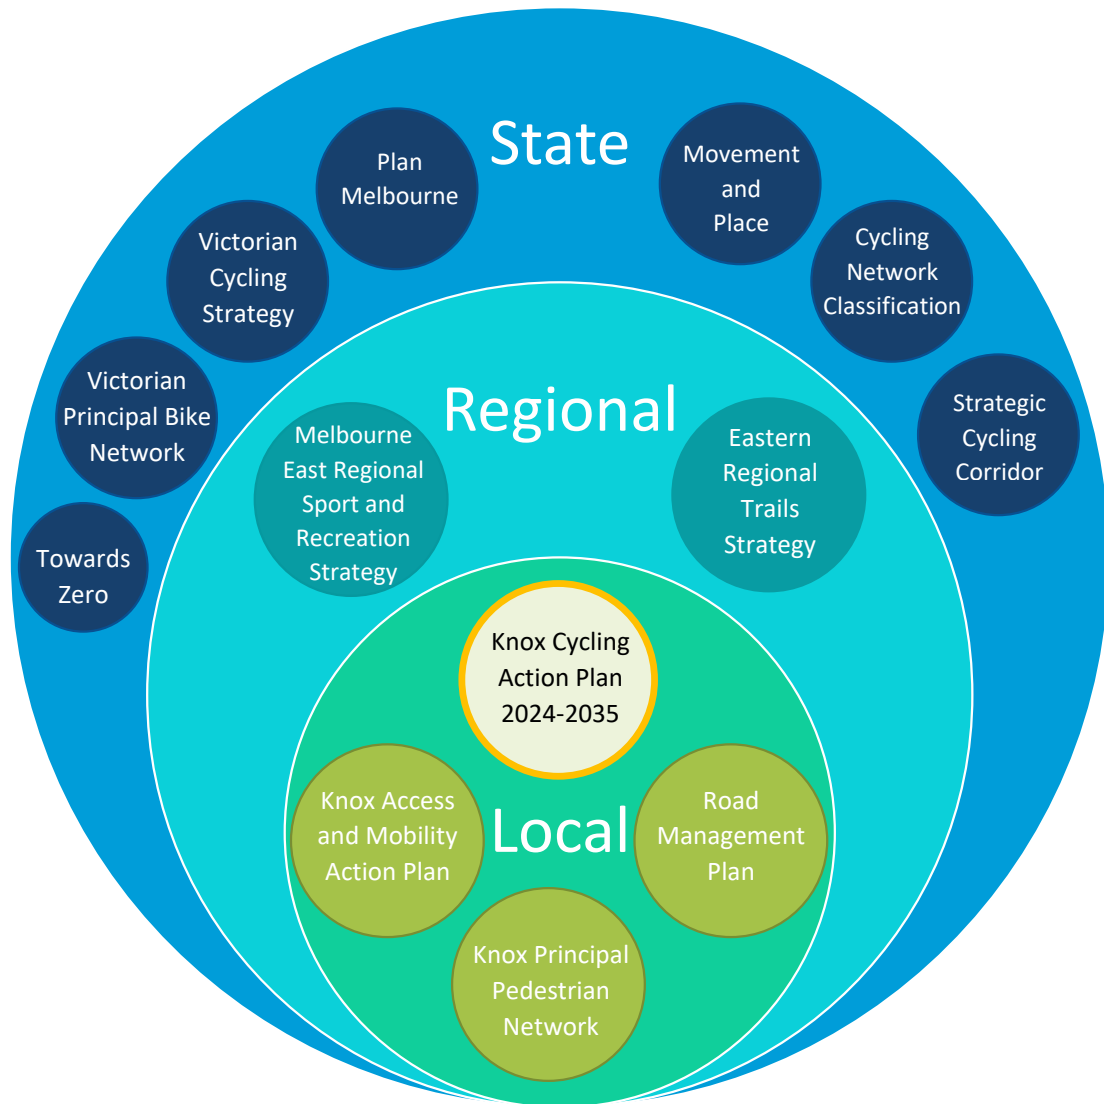 State
Plan
Melbourne
Movement
and
Place
Victorian
Cycling
Strategy
Cycling
Network
Classification
Victorian
Principal Bike
Network
Strategic
Cycling
Corridor
Towards
Zero
Regional
Melbourne
East Regional
Sport and
Recreation
Strategy
Eastern
Regional
Trails
Strategy
Knox Cycling
Action Plan
2024-2035
Local
Knox Access
and Mobility
Action Plan
Road
Management
Plan
Knox Principal
Pedestrian
Network